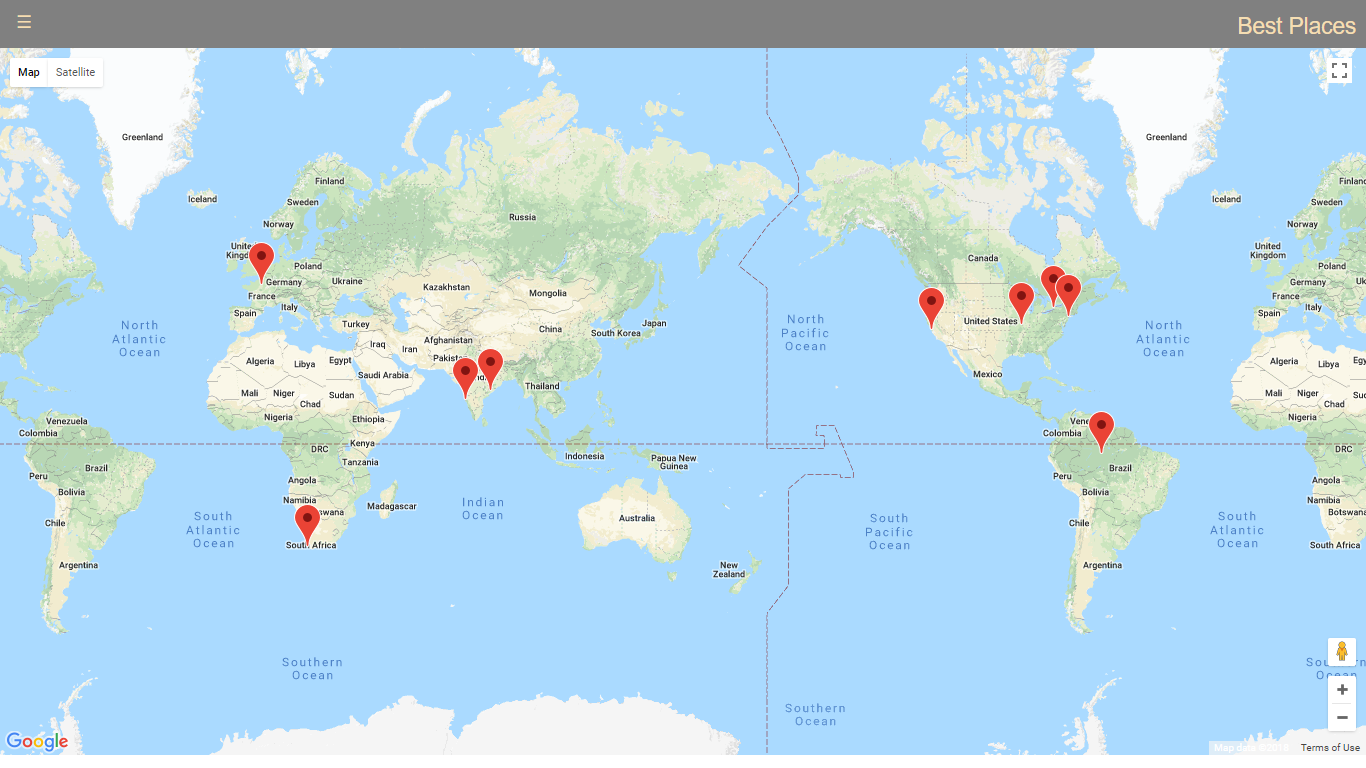 ☰
Best Places
Map
Satellite
Greenland
Greenland
Finland
Finland
Sweden
Sweden
Iceland
Iceland
Norway
Norway
Russia
United
Canada
United
Kingdom
Poland
Poland
Germany
Ukraine
Germany
Kazakhstan
Mongolia
France
France
Italy
Italy
Spain
Spain
China
Turkey
South Korea
Japan
United States
North
Atlantic
Ocean
North
Pacific
Ocean
North
Atlantic
Ocean
Iraq
Iran
Afghanistan
Algeria
Libya
Egypt
Algeria
Libya
Saudi Arabia
Thailand
Mexico
Mali
Niger
Chad
Sudan
Mali
Niger
Chad
Nigeria
Ethiopia
Nigeria
Venezuela
Colombia
Colombia
Kenya
DRC
DRC
Indonesia
Papua New
Guinea
Tanzania
Peru
Brazil
Peru
Brazil
Angola
Angola
Bolivia
Bolivia
Namibia
Namibia
Madagascar
Botswana
Indian
Ocean
Australia
Chile
Chile
South
Atlantic
Ocean
South
Pacific
Ocean
South
Atlantic
Ocean
South Africa
South Africa
Argentina
Argentina
New
Zealand
Southern
Ocean
Southern
Ocean
+
−
Google
Map data ©2018
Terms of Use